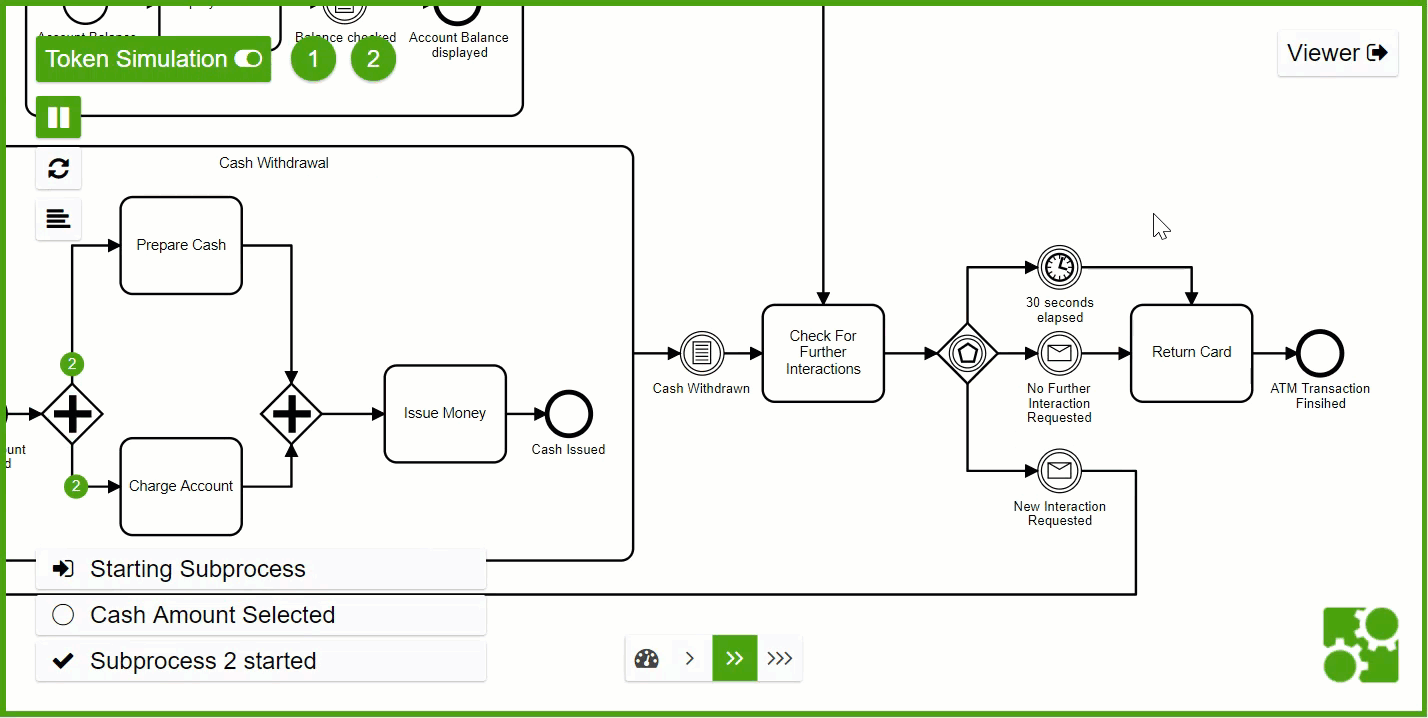 Account Balance
Balance checked
Account Balance
displayed
Token Simulation
1
2
Viewer
Cash Withdrawal
Prepare Cash
2
30 seconds
elapsed
Check For
Further
Interactions
Return Card
Cash Withdrawn
No Further
Interaction
Requested
ATM Transaction
Finsihed
Issue Money
Cash Issued
2
Charge Account
New Interaction
Requested
Starting Subprocess
Cash Amount Selected
Subprocess 2 started